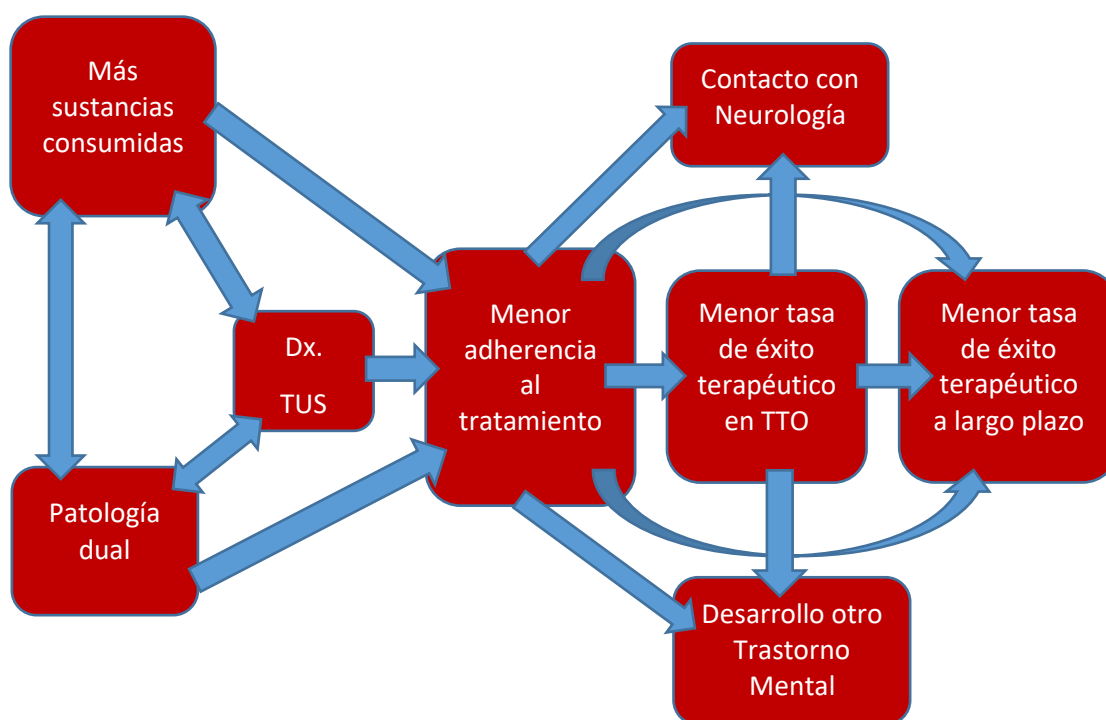 Más
sustancias
consumidas
Contacto con
Neurología
Dx.
TUS
Menor
adherencia
al
tratamiento
Menor tasa
de éxito
terapéutico
en TTO
Menor tasa
de éxito
terapéutico
a largo plazo
Patología
dual
Desarrollo otro
Trastorno
Mental